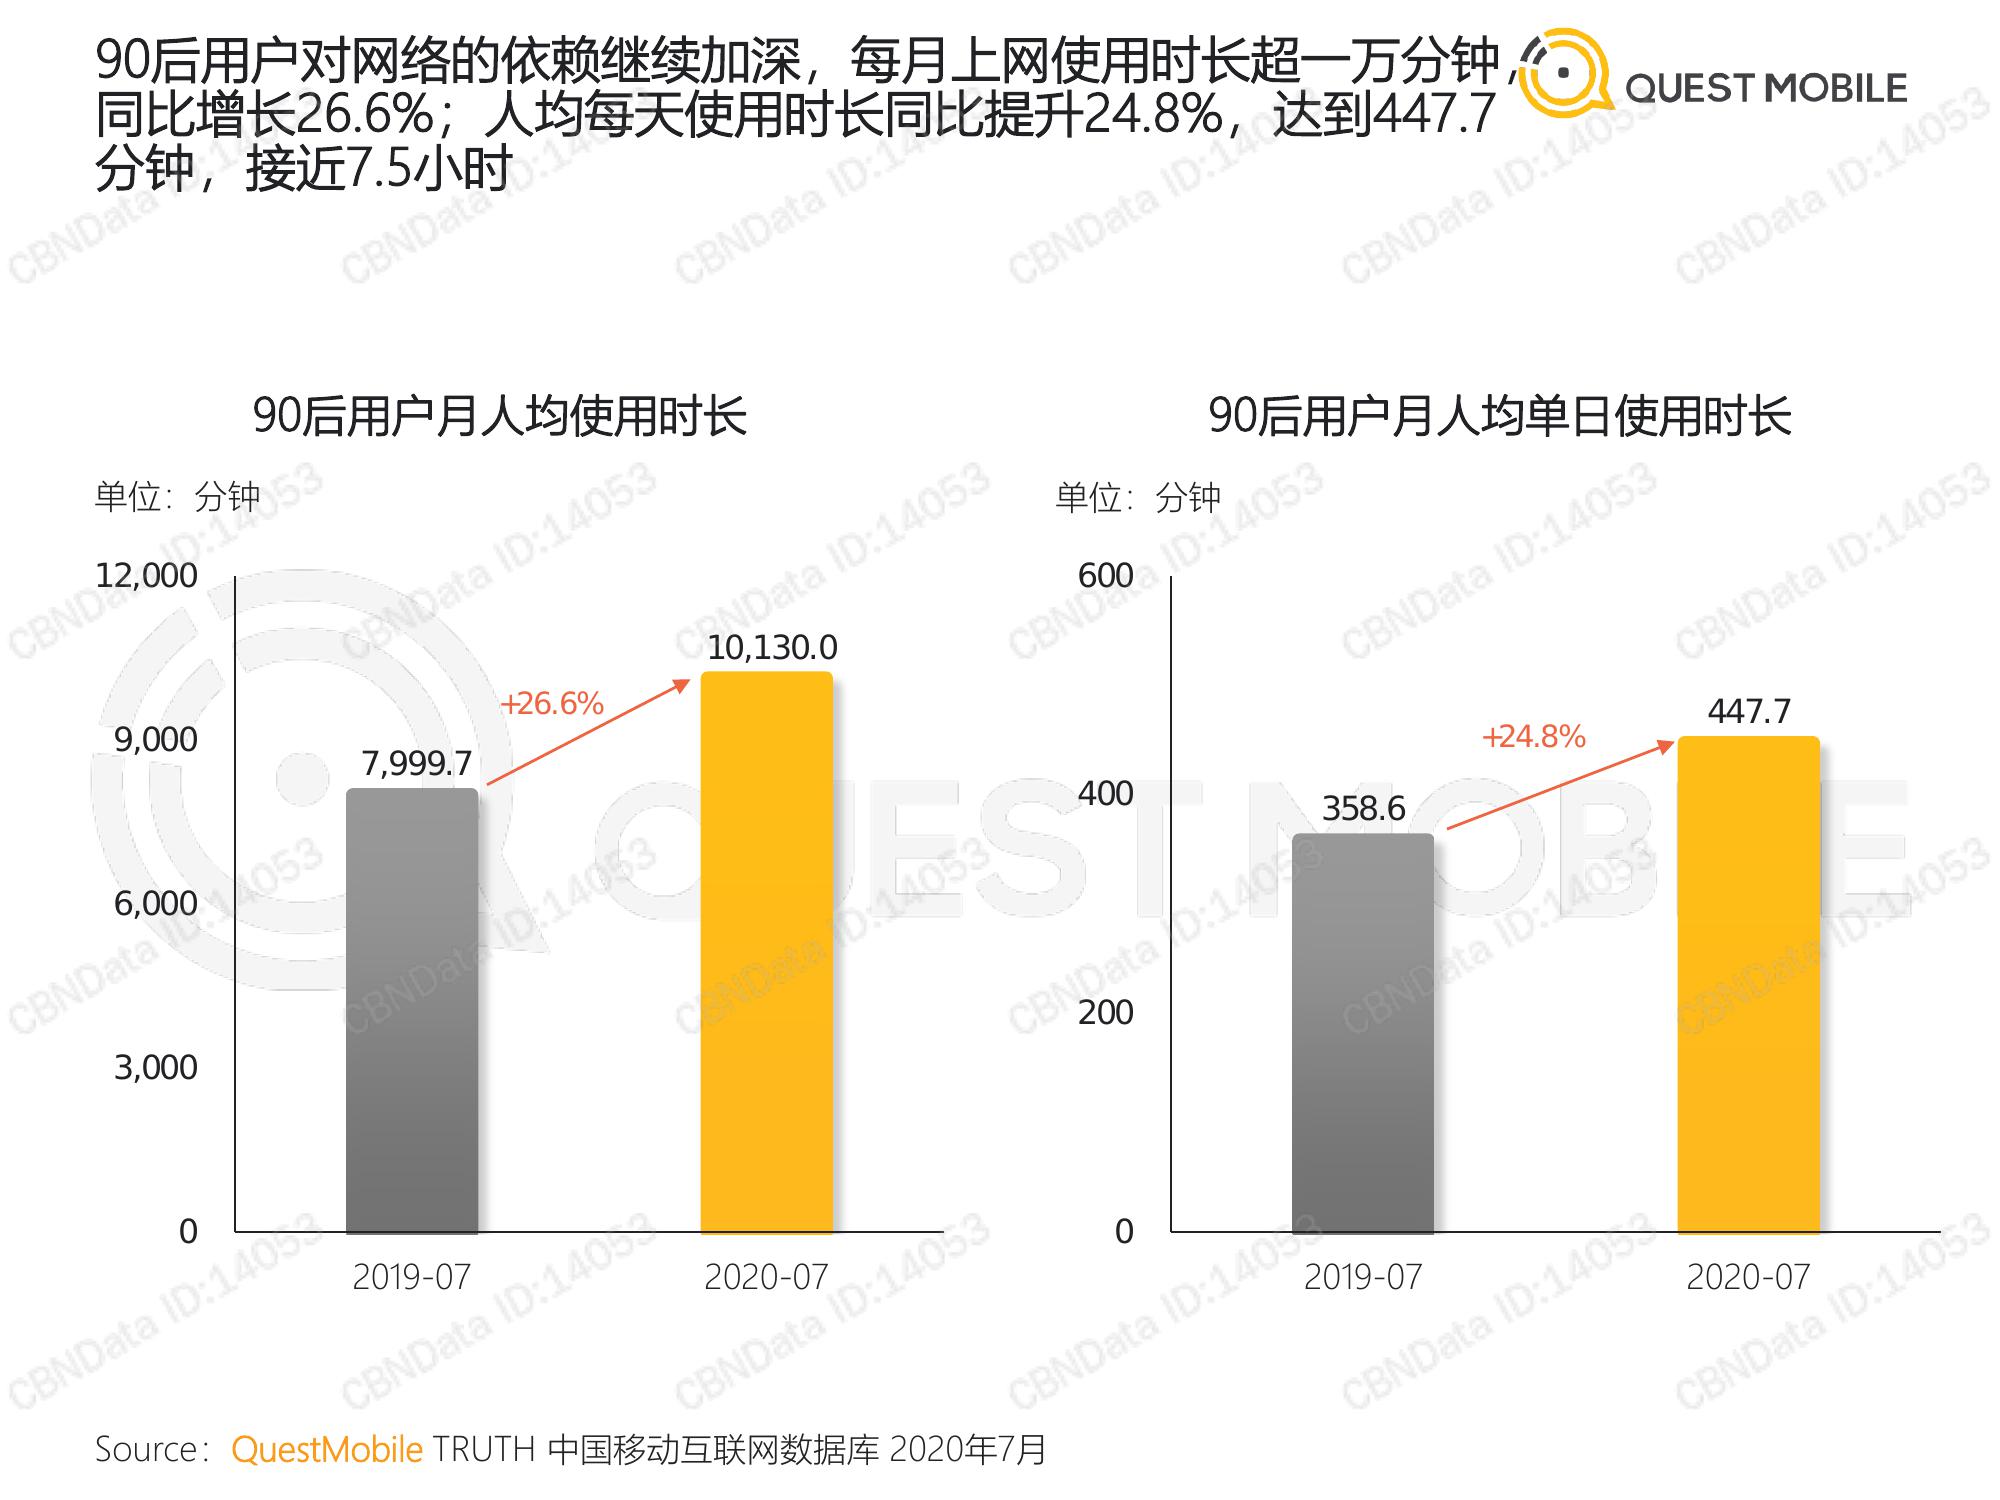 90后用户对网络的依赖继续加深，每月上网使用时长超一万分钟，
同比增长26.6%；人均每天使用时长同比提升24.8%，达到447.7
分钟，接近7.5小时
QUEST MOBILE
90后用户月人均使用时长
单位：分钟
12,000
9,000
6,000
3,000
0
7,999.7
+26.6%
10,130.0
2019-07
2020-07
90后用户月人均单日使用时长
单位：分钟
600
400
200
0
358.6
+24.8%
447.7
2019-07
2020-07
QUEST MOBILE
Source：QuestMobile TRUTH 中国移动互联网数据库 2020年7月
CBNData ID:14053